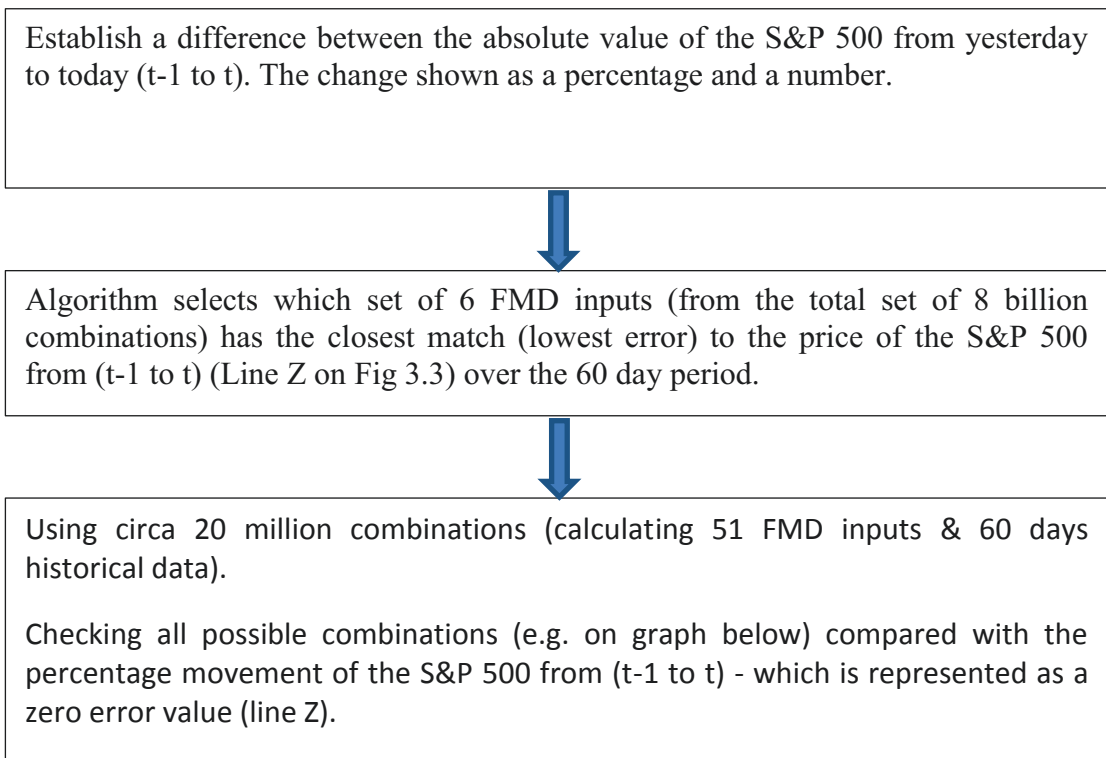 Establish a difference between the absolute value of the S&P 500 from yesterday
to today (t-1 to t). The change shown as a percentage and a number.
Algorithm selects which set of 6 FMD inputs (from the total set of 8 billion
combinations) has the closest match (lowest error) to the price of the S&P 500
from (t-1 to t) (Line Z on Fig 3.3) over the 60 day period.
Using circa 20 million combinations (calculating 51 FMD inputs & 60 days
historical data).
Checking all possible combinations (e.g. on graph below) compared with the
percentage movement of the S&P 500 from (t-1 to t) - which is represented as a
zero error value (line Z).